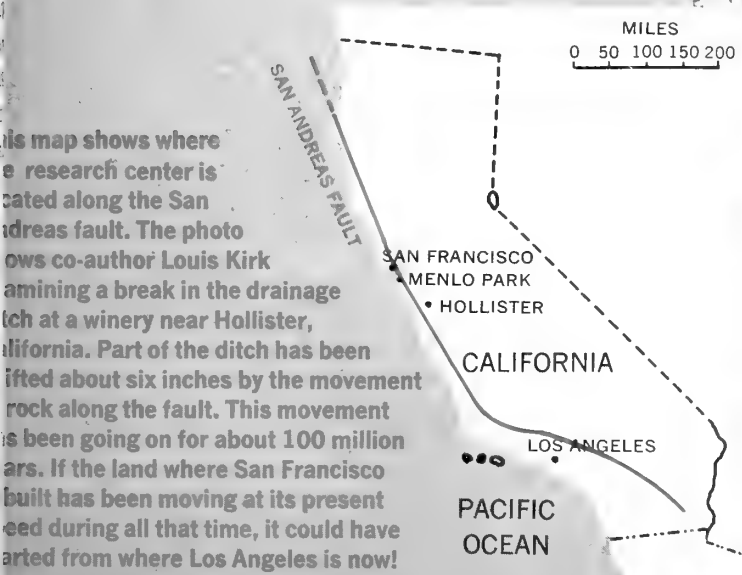 MILES
0 50 100 150 200
SAN ANDREAS FAULT
is map shows where
research center is
cated along the San
dreas fault. The photo
ows co-author Louis Kirk
amining a break in the drainage
tch at a winery near Hollister,
lifornia. Part of the ditch has been
ifted about six inches by the movement
rock along the fault. This movement
s been going on for about 100 million
ars. If the land where San Francisco
built has been moving at its present
eed during all that time, it could have
arted from where Los Angeles is now!
SAN FRANCISCO
MENLO PARK
HOLLISTER
CALIFORNIA
LOS ANGELES
PACIFIC
OCEAN